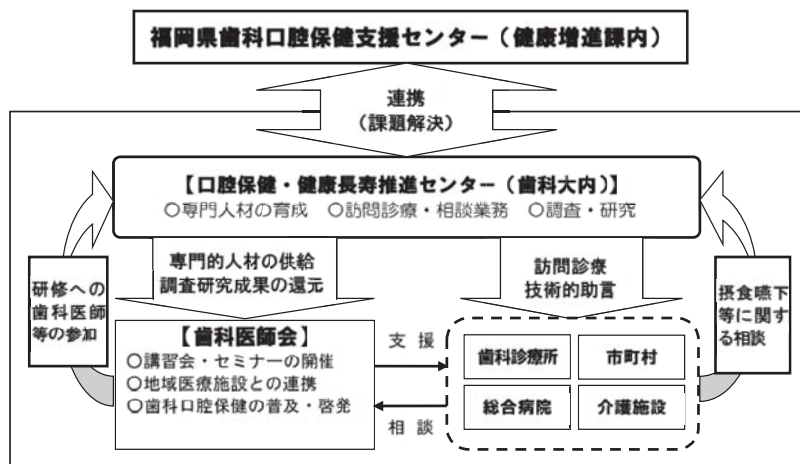 福岡県歯科口腔保健支援センター（健康増進課内）
連携
（課題解決）
【口腔保健・健康長寿推進センター（歯科大内）】
○専門人材の育成　○訪問診療・相談業務　○調査・研究
専門的人材の供給
調査研究成果の還元
訪問診療
技術的助言
研修への
歯科医師
等の参加
摂食嚥下
等に関す
る相談
【歯科医師会】
○講習会・セミナーの開催
○地域医療施設との連携
○歯科口腔保健の普及・啓発
支　援
相　談
歯科診療所
市町村
総合病院
介護施設